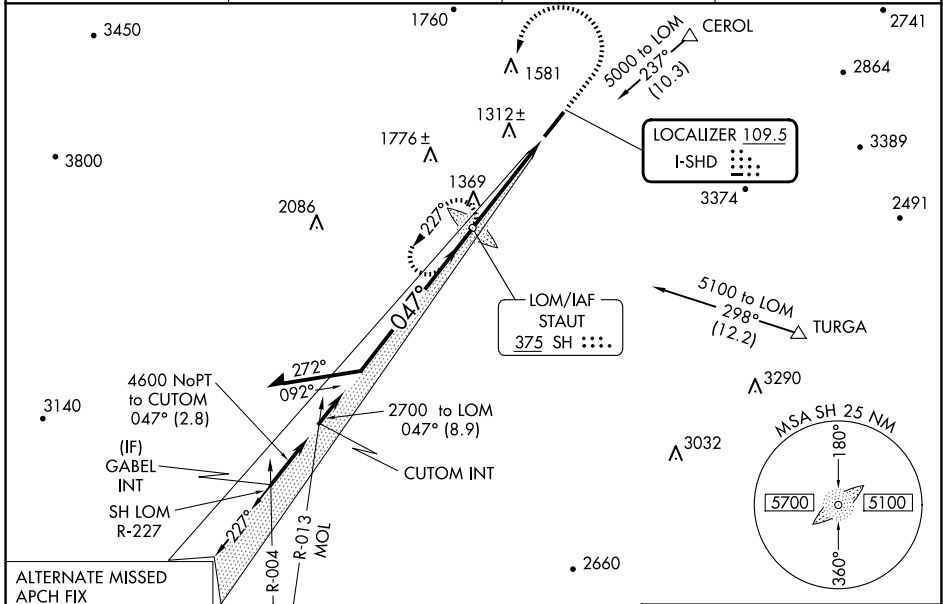 3450
1760
2741
CEROL
5000 to LOM
237°
(10.3)
1581
2864
1312±
1776±
LOCALIZER 109.5
I-SHD
3389
3800
3374
1369
2491
2086
227°
047°
LOM/IAF
STAUT
375 SH
5100 to LOM
298°
(12.2)
TURGA
272°
092°
4600 NoPT
to CUTOM
047° (2.8)
2700 to LOM
047° (8.9)
3290
3140
(IF)
GABEL
INT
CUTOM INT
MSA SH 25 NM
180°
3032
SH LOM
R-227
5700
5100
227°
R-004
R-013
MOL
360°
2660
ALTERNATE MISSED
APCH FIX